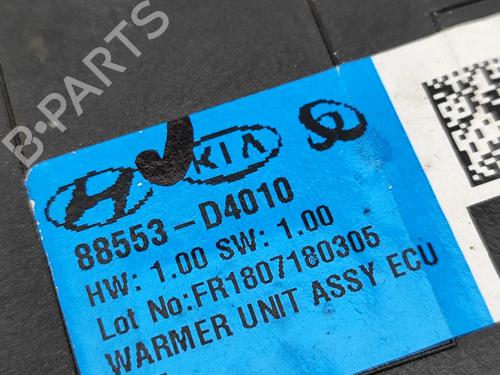 B-PARTS
KIA
88553-D4010
HW: 1.00 SW: 1.00
Lot No:FR1807180305
WARMER UNIT ASSY ECU